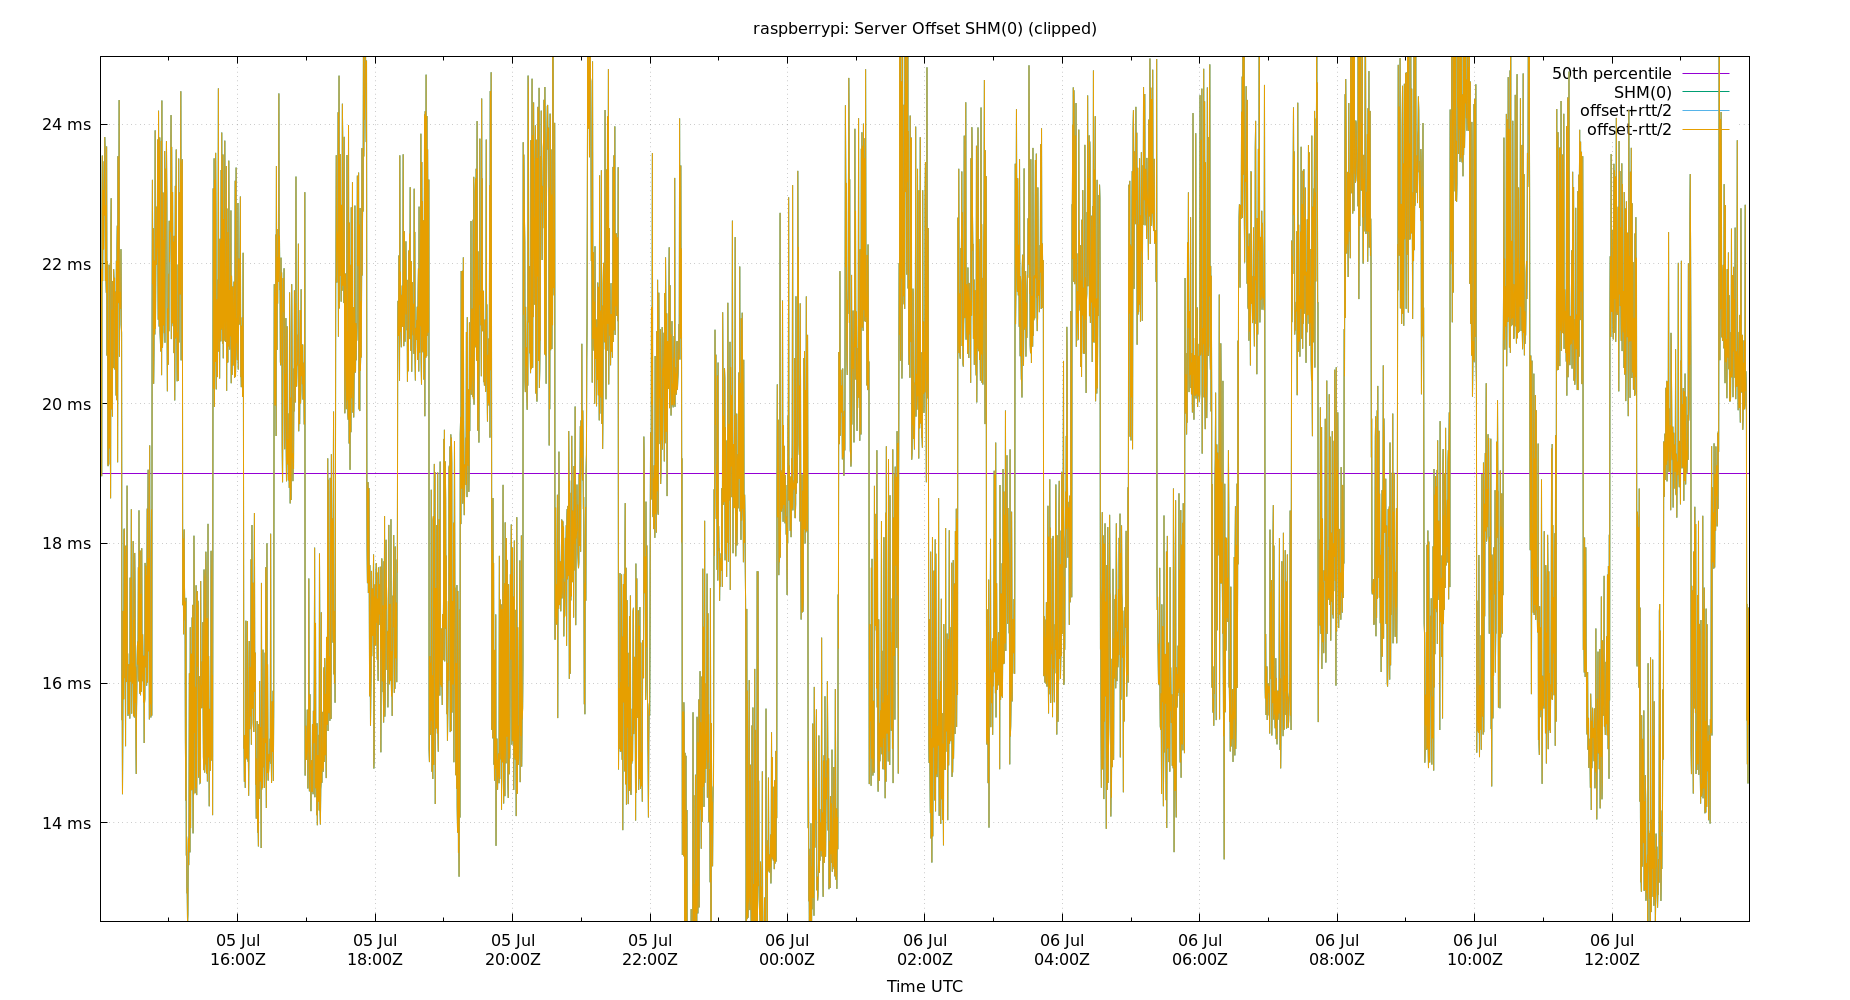 raspberrypi: Server Offset SHM(0) (clipped)
50th percentile
SHM(0)
offset+rtt/2
offset-rtt/2
24 ms
22 ms
20 ms
18 ms
16 ms
14 ms
05 Jul 05 Jul 05 Jul 05 Jul 06 Jul 06 Jul 06 Jul 06 Jul 06 Jul 06 Jul 06 Jul
16:00Z 18:00Z 20:00Z 22:00Z 00:00Z 02:00Z 04:00Z 06:00Z 08:00Z 10:00Z 12:00Z
Time UTC